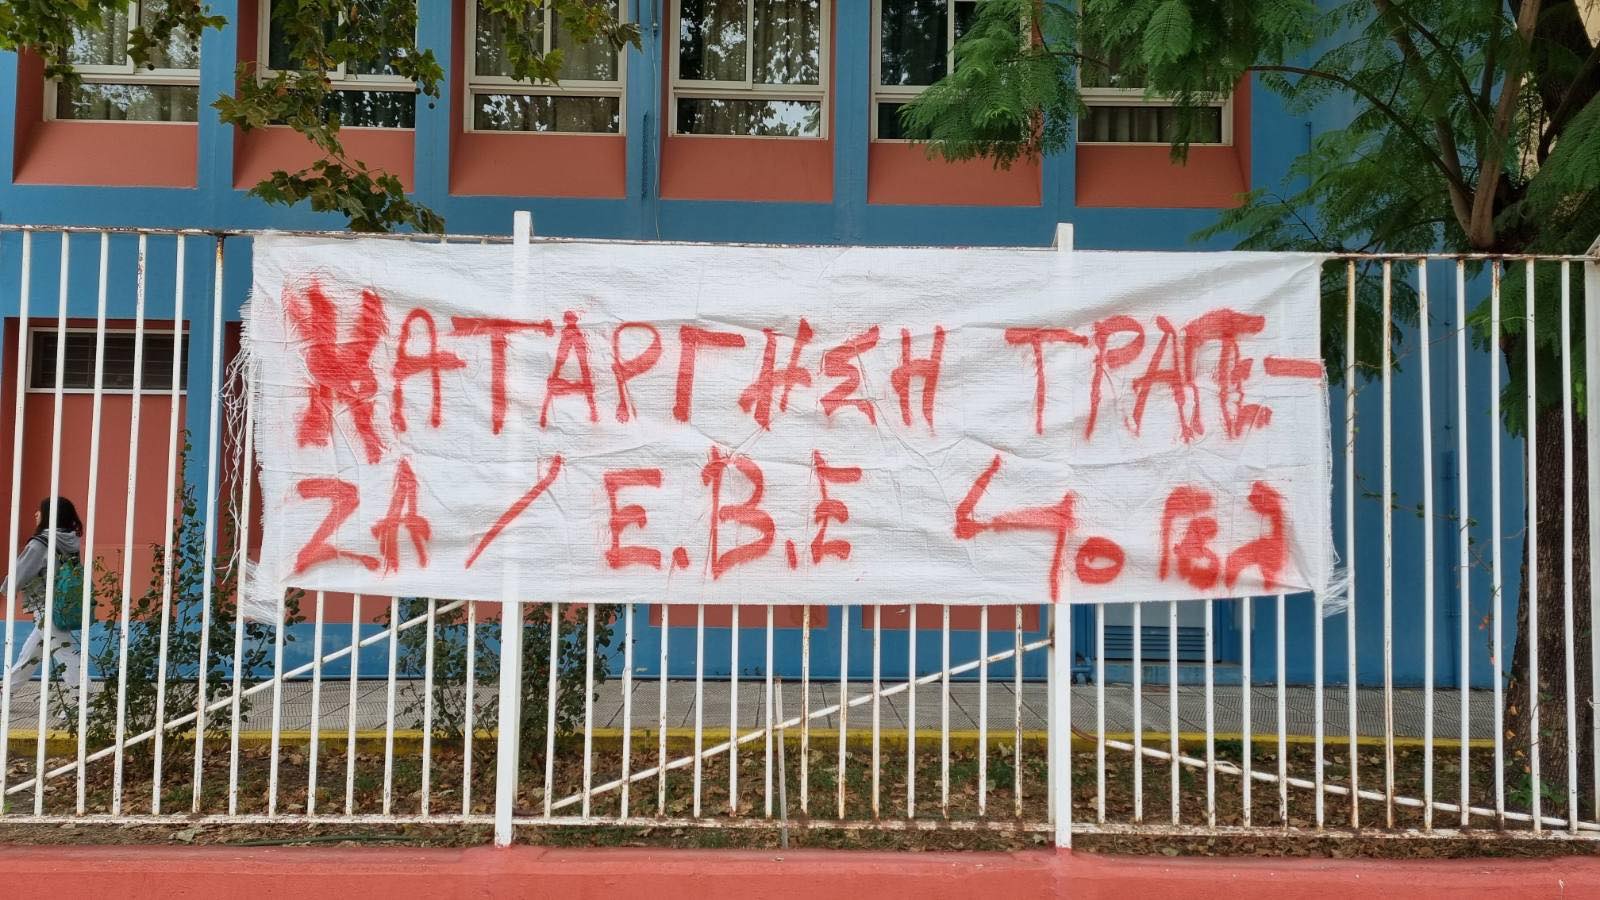 ΚΑΤΑΡΓΗΣΗ ΤΡΑΠΕ-
ΖΑ / Ε.Β.Ε 4ο ΓΕΛ